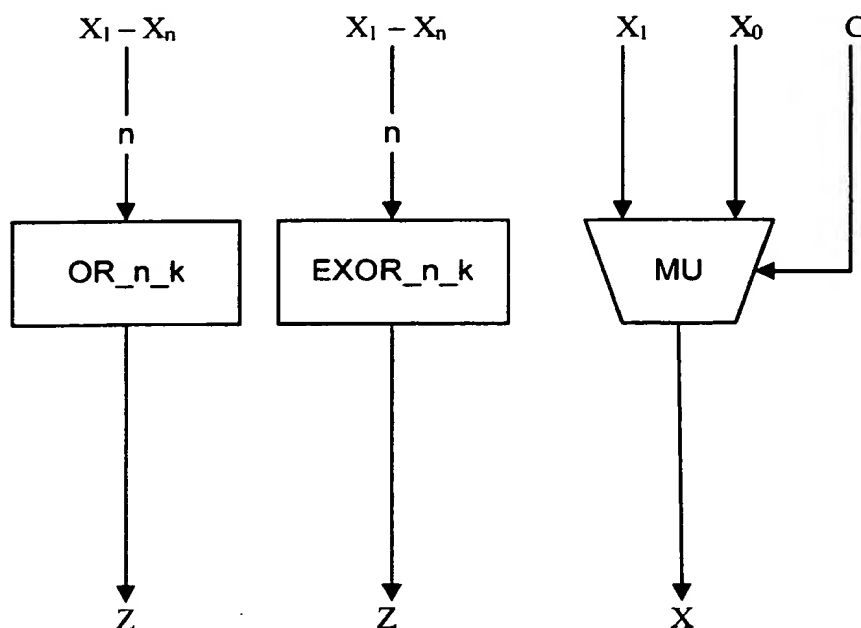 X₁ – Xₙ X₁ – Xₙ X₁ X₀ C
n n
OR_n_k EXOR_n_k MU
Z Z X